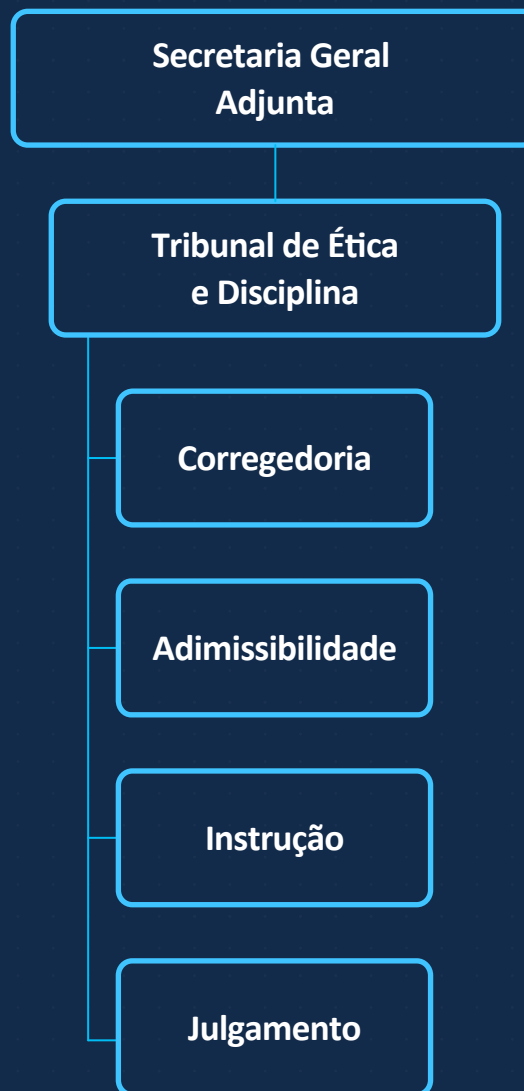 Secretaria Geral
Adjunta
Tribunal de Ética
e Disciplina
Corregedoria
Adimissibilidade
Instrução
Julgamento